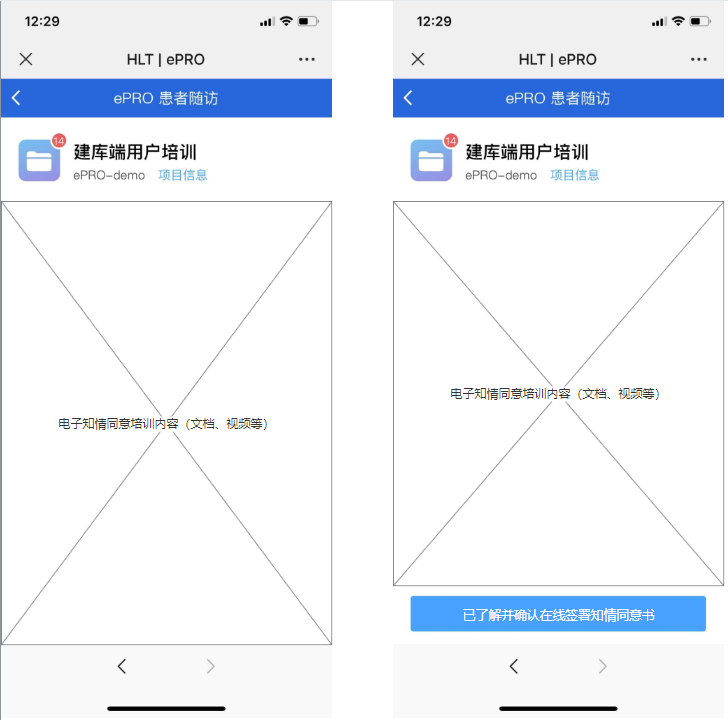 12:29
HLT | ePRO
ePRO 患者随访
14
建库端用户培训
ePRO-demo 项目信息
电子知情同意培训内容（文档、视频等）
12:29
HLT | ePRO
ePRO 患者随访
14
建库端用户培训
ePRO-demo 项目信息
电子知情同意培训内容（文档、视频等）
已了解并确认在线签署知情同意书